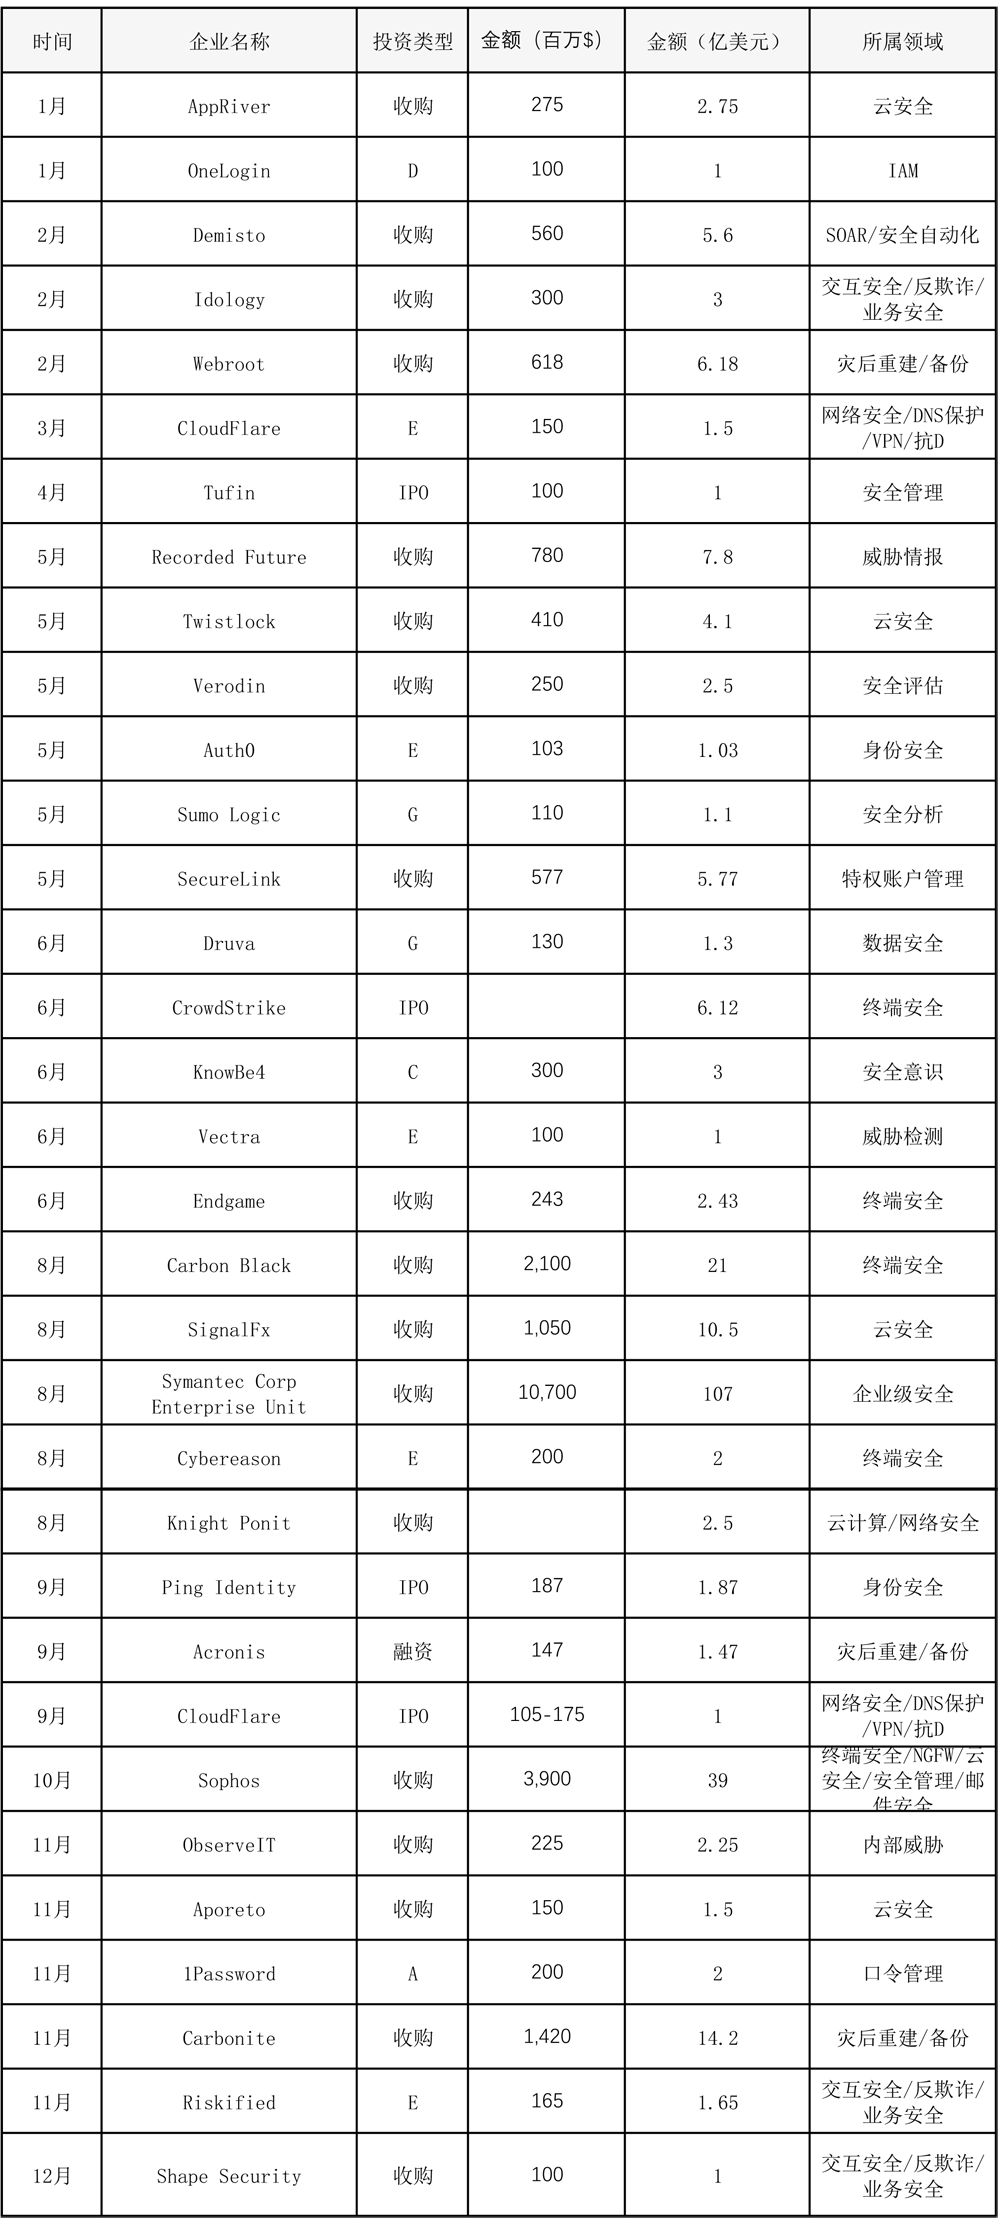 时间 企业名称 投资类型 金额（百万$） 金额（亿美元） 所属领域
1月 AppRiver 收购 275 2.75 云安全
1月 OneLogin D 100 1 IAM
2月 Demisto 收购 560 5.6 SOAR/安全自动化
2月 Idology 收购 300 3 交互安全/反欺诈/
业务安全
2月 Webroot 收购 618 6.18 灾后重建/备份
3月 CloudFlare E 150 1.5 网络安全/DNS保护
/VPN/抗D
4月 Tufin IPO 100 1 安全管理
5月 Recorded Future 收购 780 7.8 威胁情报
5月 Twistlock 收购 410 4.1 云安全
5月 Verodin 收购 250 2.5 安全评估
5月 Auth0 E 103 1.03 身份安全
5月 Sumo Logic G 110 1.1 安全分析
5月 SecureLink 收购 577 5.77 特权账户管理
6月 Druva G 130 1.3 数据安全
6月 CrowdStrike IPO 6.12 终端安全
6月 KnowBe4 C 300 3 安全意识
6月 Vectra E 100 1 威胁检测
6月 Endgame 收购 243 2.43 终端安全
8月 Carbon Black 收购 2,100 21 终端安全
8月 SignalFx 收购 1,050 10.5 云安全
8月 Symantec Corp
Enterprise Unit 收购 10,700 107 企业级安全
8月 Cybereason E 200 2 终端安全
8月 Knight Ponit 收购 2.5 云计算/网络安全
9月 Ping Identity IPO 187 1.87 身份安全
9月 Acronis 融资 147 1.47 灾后重建/备份
9月 CloudFlare IPO 105-175 1 网络安全/DNS保护
/VPN/抗D
10月 Sophos 收购 3,900 39 终端安全/NGFW/云
安全/安全管理/邮
件安全
11月 ObserveIT 收购 225 2.25 内部威胁
11月 Aporeto 收购 150 1.5 云安全
11月 1Password A 200 2 口令管理
11月 Carbonite 收购 1,420 14.2 灾后重建/备份
11月 Riskified E 165 1.65 交互安全/反欺诈/
业务安全
12月 Shape Security 收购 100 1 交互安全/反欺诈/
业务安全